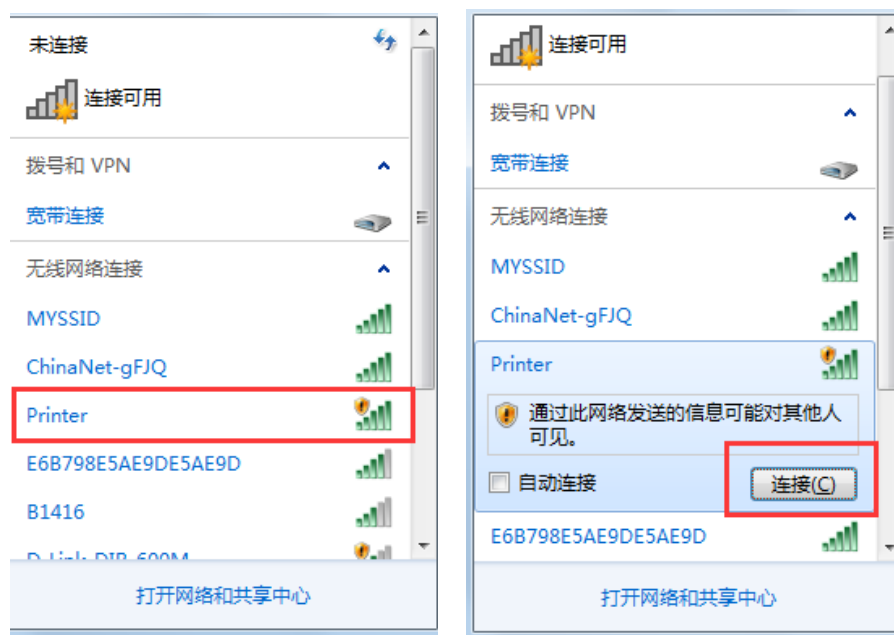 未连接
连接可用
拨号和 VPN
宽带连接
无线网络连接
MYSSID
ChinaNet-gFJQ
Printer
E6B798E5AE9DE5AE9D
B1416
D-Link DIR-600M
打开网络和共享中心
连接可用
拨号和 VPN
宽带连接
无线网络连接
MYSSID
ChinaNet-gFJQ
Printer
通过此网络发送的信息可能对其他人
可见。
自动连接
连接(C)
E6B798E5AE9DE5AE9D
打开网络和共享中心